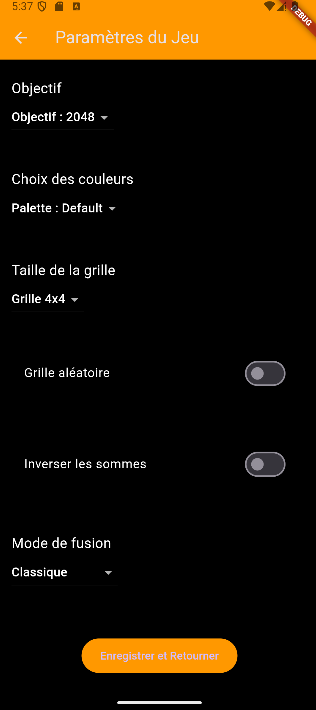 5:37
DEBUG
Paramètres du Jeu
Objectif
Objectif : 2048
Choix des couleurs
Palette : Default
Taille de la grille
Grille 4x4
Grille aléatoire
Inverser les sommes
Mode de fusion
Classique
Enregistrer et Retourner